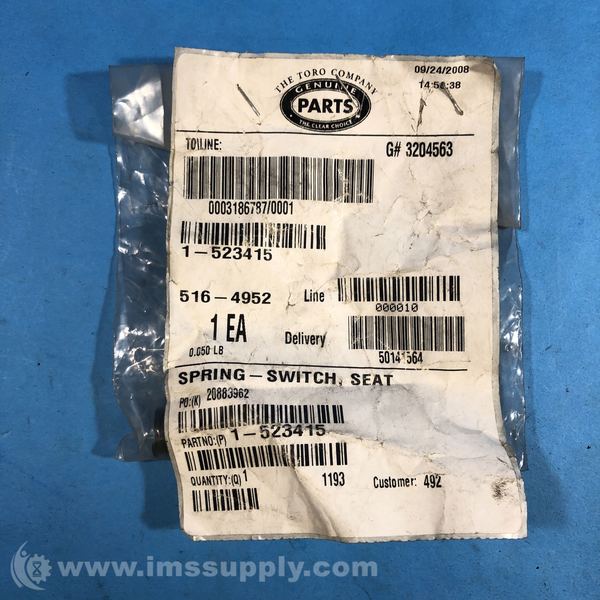 THE TORO COMPANY
GENUINE
PARTS
THE CLEAR CHOICE
09/24/2008
14:58:38
TO|LINE:
G# 3204563
0003186787/0001
1-523415
516-4952
Line
000010
1 EA
Delivery
50141564
0.050 LB
SPRING-SWITCH, SEAT
PO:(K) 20883962
PARTNO:(P) 1-523415
QUANTITY:(Q) 1
1193
Customer: 492
www.imssupply.com